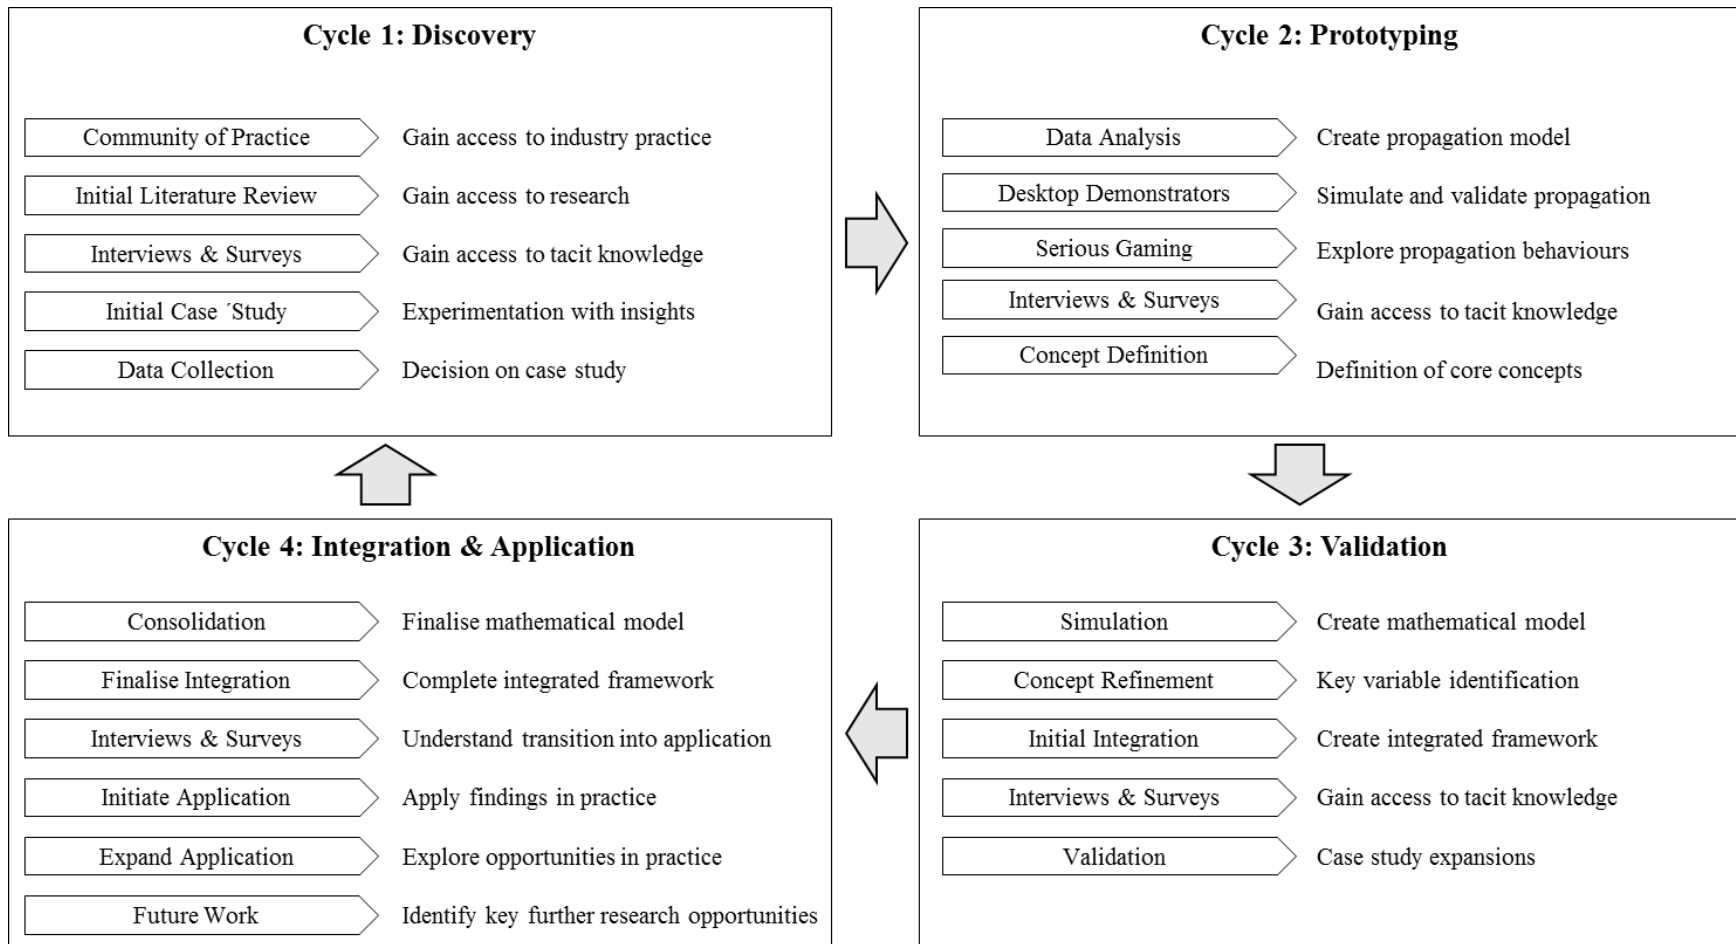 Cycle 1: Discovery
Community of Practice Gain access to industry practice
Initial Literature Review Gain access to research
Interviews & Surveys Gain access to tacit knowledge
Initial Case ´Study Experimentation with insights
Data Collection Decision on case study
Cycle 2: Prototyping
Data Analysis Create propagation model
Desktop Demonstrators Simulate and validate propagation
Serious Gaming Explore propagation behaviours
Interviews & Surveys Gain access to tacit knowledge
Concept Definition Definition of core concepts
Cycle 3: Validation
Simulation Create mathematical model
Concept Refinement Key variable identification
Initial Integration Create integrated framework
Interviews & Surveys Gain access to tacit knowledge
Validation Case study expansions
Cycle 4: Integration & Application
Consolidation Finalise mathematical model
Finalise Integration Complete integrated framework
Interviews & Surveys Understand transition into application
Initiate Application Apply findings in practice
Expand Application Explore opportunities in practice
Future Work Identify key further research opportunities